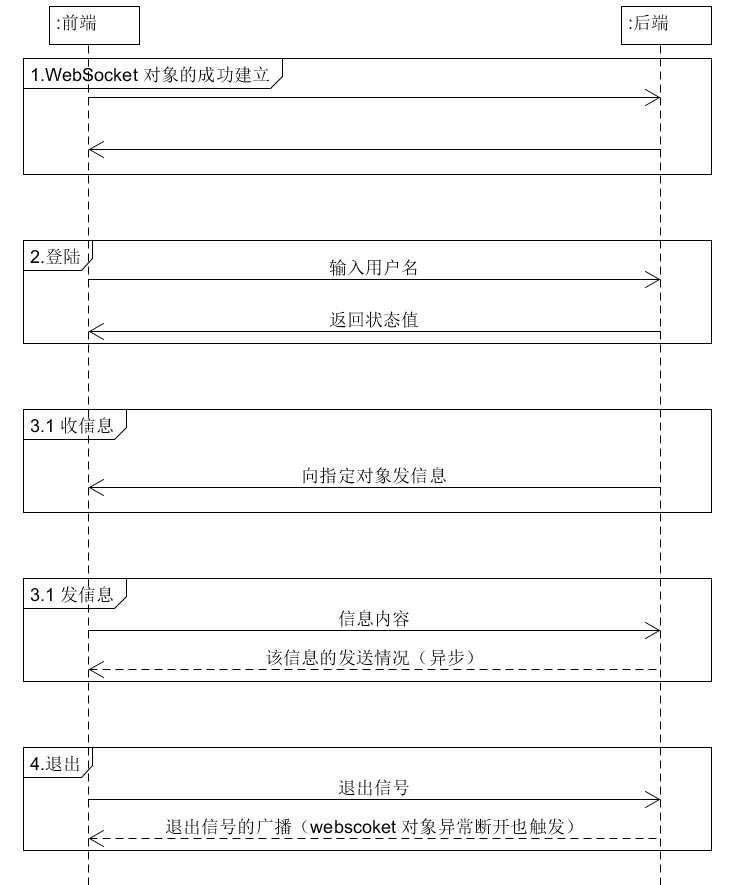 :前端
:后端
1.WebSocket 对象的成功建立
2.登陆
输入用户名
返回状态值
3.1 收信息
向指定对象发信息
3.1 发信息
信息内容
该信息的发送情况（异步）
4.退出
退出信号
退出信号的广播（webscoket 对象异常断开也触发）